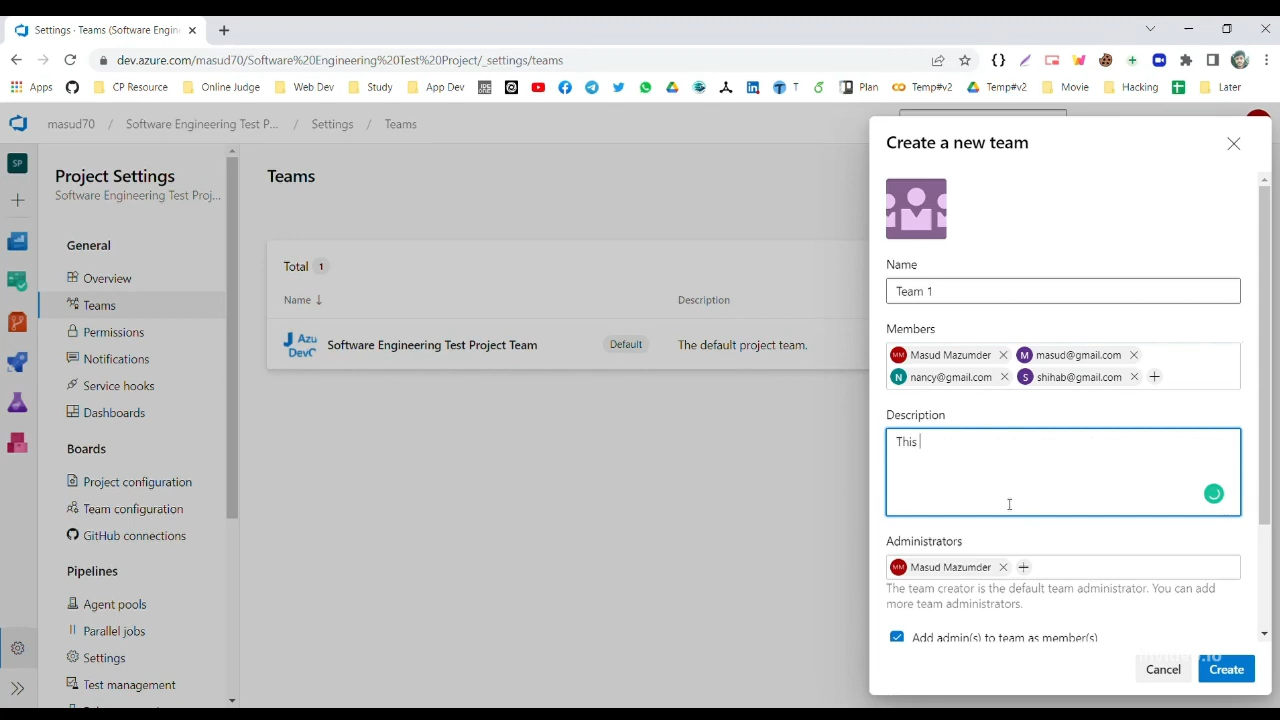 Settings · Teams (Software Engin
dev.azure.com/masud70/Software%20Engineering%20Test%20Project/_settings/teams
Apps CP Resource Online Judge Web Dev Study App Dev T Plan Temp#v2 Temp#v2 Movie Hacking Later
masud70 / Software Engineering Test P... / Settings / Teams
SP
Project Settings
Software Engineering Test Proj...
General
Overview
Teams
Permissions
Notifications
Service hooks
Dashboards
Boards
Project configuration
Team configuration
GitHub connections
Pipelines
Agent pools
Parallel jobs
Settings
Test management
Teams
Total 1
Name ↓ Description
J Azu
DevC
Software Engineering Test Project Team Default The default project team.
Create a new team
Name
Team 1
Members
MM Masud Mazumder M masud@gmail.com
N nancy@gmail.com S shihab@gmail.com
Description
This
Administrators
MM Masud Mazumder
The team creator is the default team administrator. You can add
more team administrators.
Add admin(s) to team as member(s)
Cancel Create